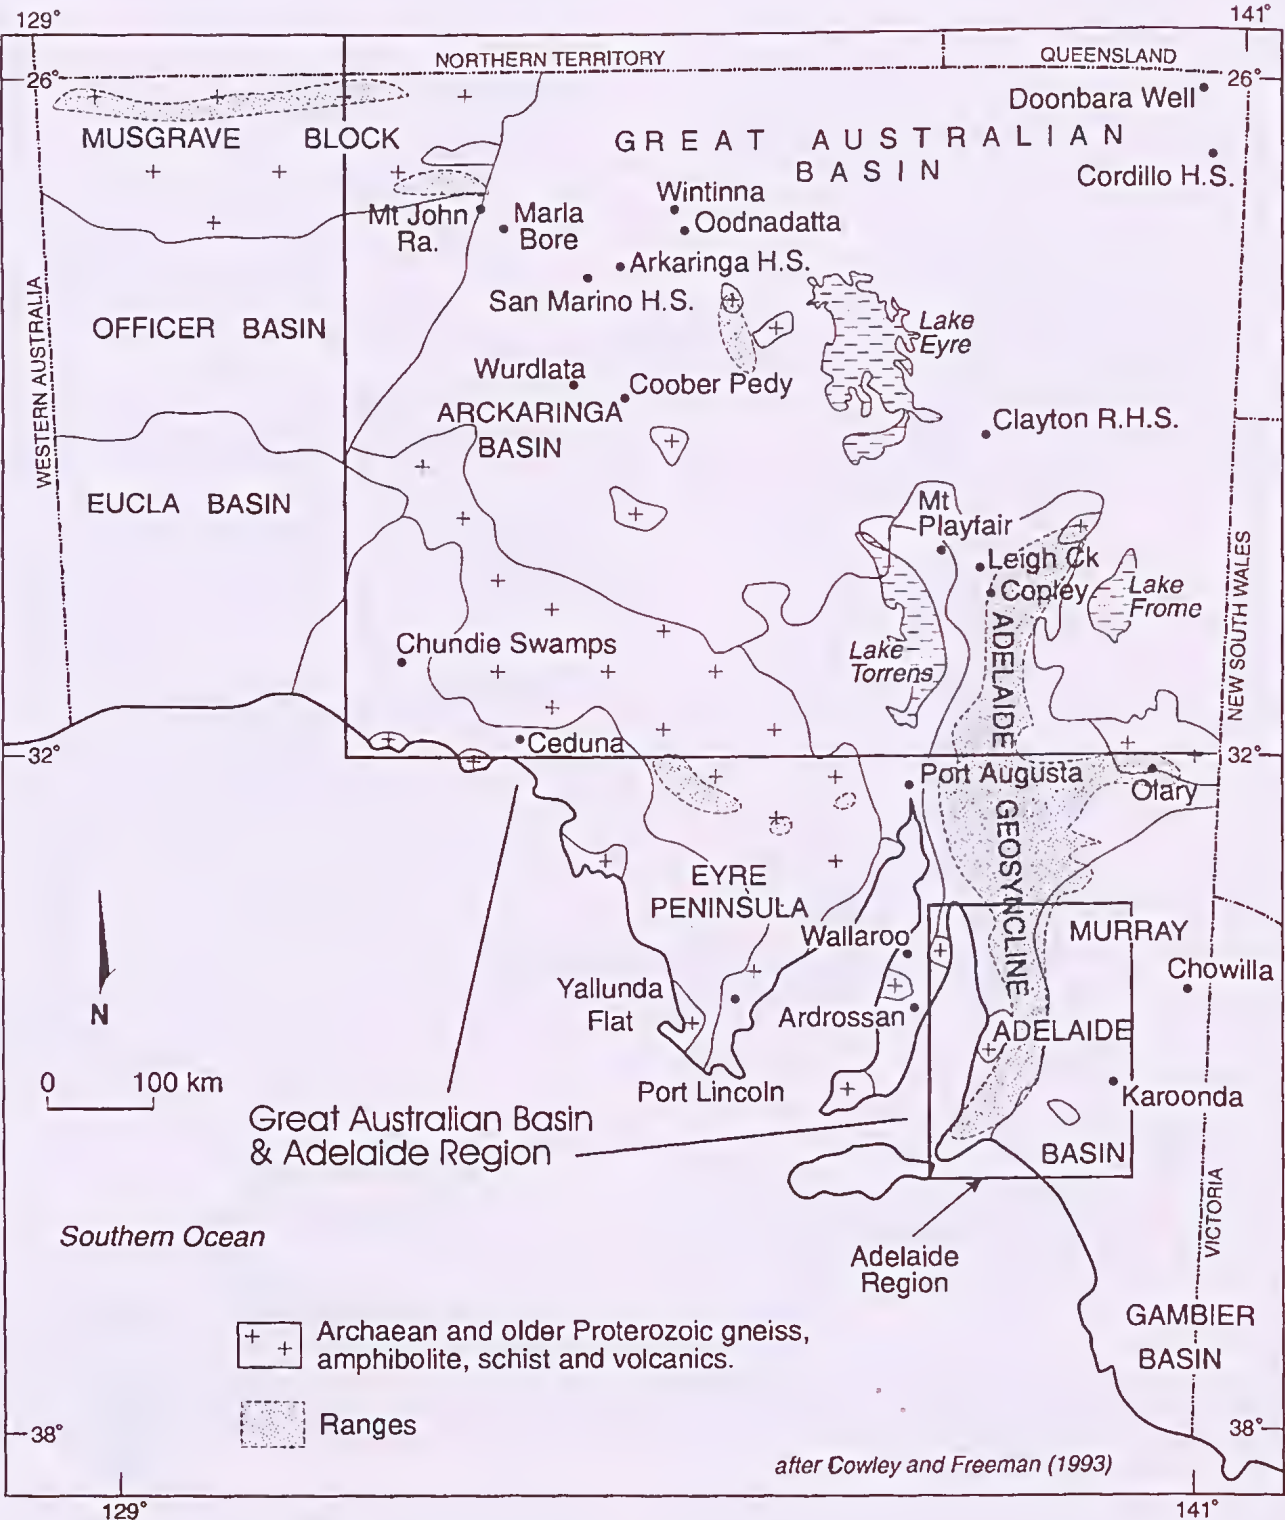 129°
141°
NORTHERN TERRITORY
QUEENSLAND
26°
26°
Doonbara Well
MUSGRAVE BLOCK
GREAT AUSTRALIAN
BASIN
Cordillo H.S.
Wintinna
Oodnadatta
Mt John
Ra.
Marla
Bore
Arkaringa H.S.
San Marino H.S.
WESTERN AUSTRALIA
OFFICER BASIN
Lake
Eyre
Wurdlata
Coober Pedy
ARCKARINGA
BASIN
Clayton R.H.S.
EUCLA BASIN
Mt
Playfair
Leigh Ck
Copley
Lake
Frome
NEW SOUTH WALES
Chundie Swamps
Lake
Torrens
ADELAIDE
GEOSYNCLINE
Ceduna
32°
32°
Port Augusta
Olary
EYRE
PENINSULA
Wallaroo
MURRAY
Chowilla
N
Yallunda
Flat
Ardrossan
ADELAIDE
0 100 km
Port Lincoln
Karoonda
Great Australian Basin
& Adelaide Region
BASIN
VICTORIA
Southern Ocean
Adelaide
Region
GAMBIER
BASIN
Archaean and older Proterozoic gneiss,
amphibolite, schist and volcanics.
Ranges
38°
38°
after Cowley and Freeman (1993)
129°
141°